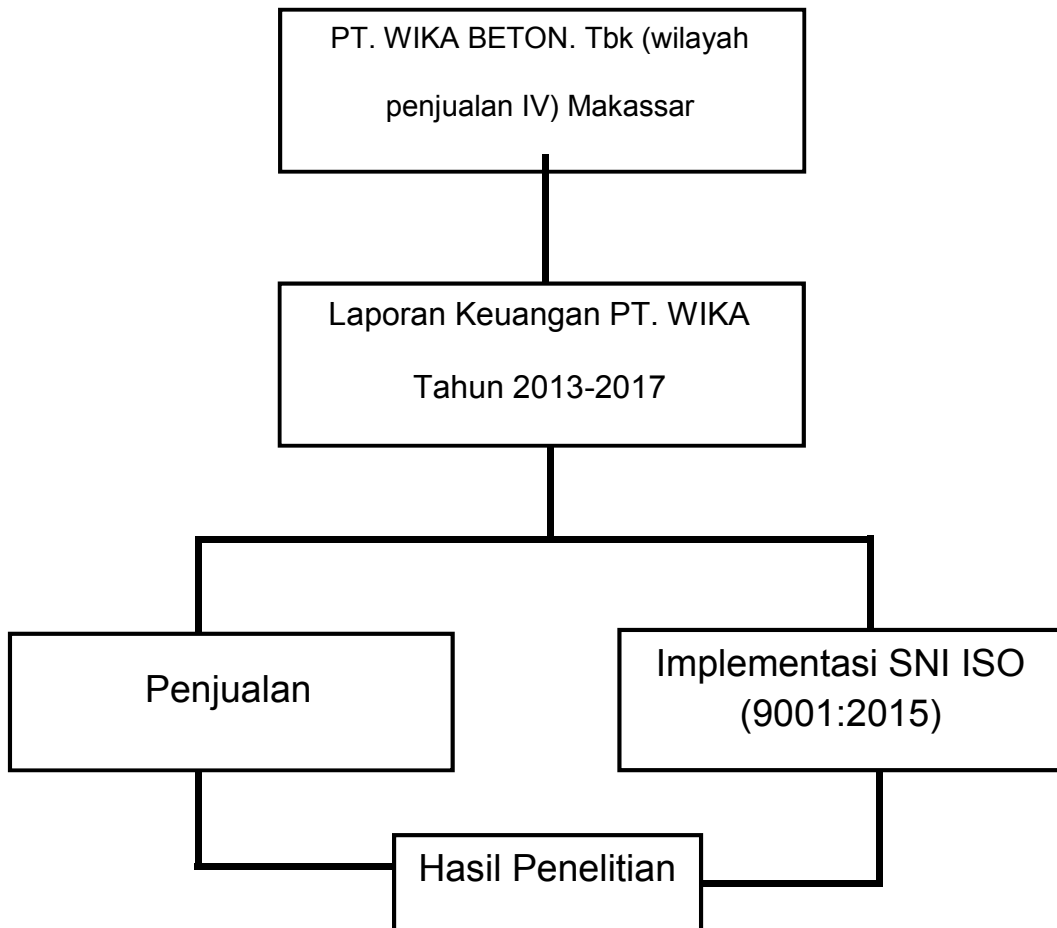 PT. WIKA BETON. Tbk (wilayah
penjualan IV) Makassar
Laporan Keuangan PT. WIKA
Tahun 2013-2017
Penjualan
Implementasi SNI ISO
(9001:2015)
Hasil Penelitian